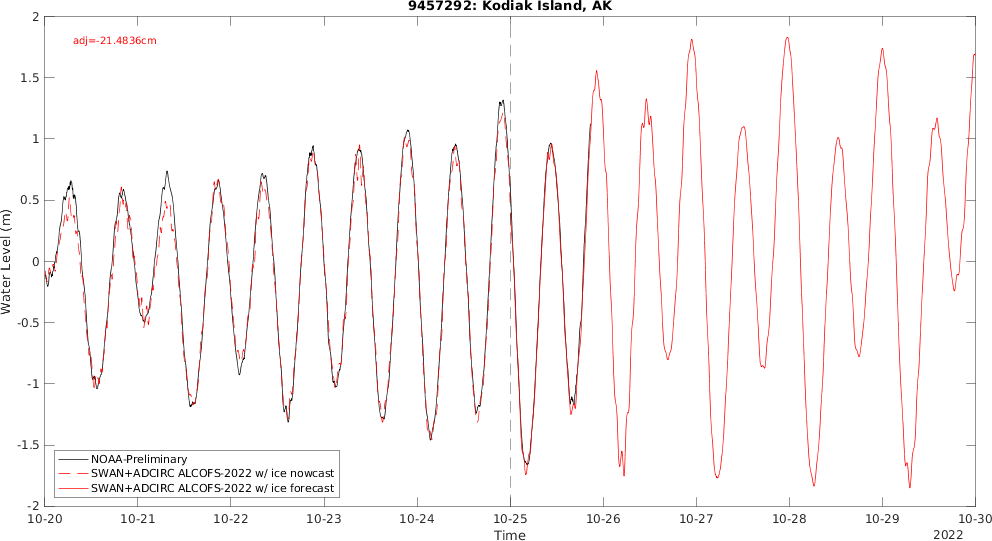 9457292: Kodiak Island, AK
adj=-21.4836cm
Water Level (m)
2
1.5
1
0.5
0
-0.5
-1
-1.5
-2
NOAA-Preliminary
SWAN+ADCIRC ALCOFS-2022 w/ ice nowcast
SWAN+ADCIRC ALCOFS-2022 w/ ice forecast
10-20 10-21 10-22 10-23 10-24 10-25 10-26 10-27 10-28 10-29 10-30
Time
2022